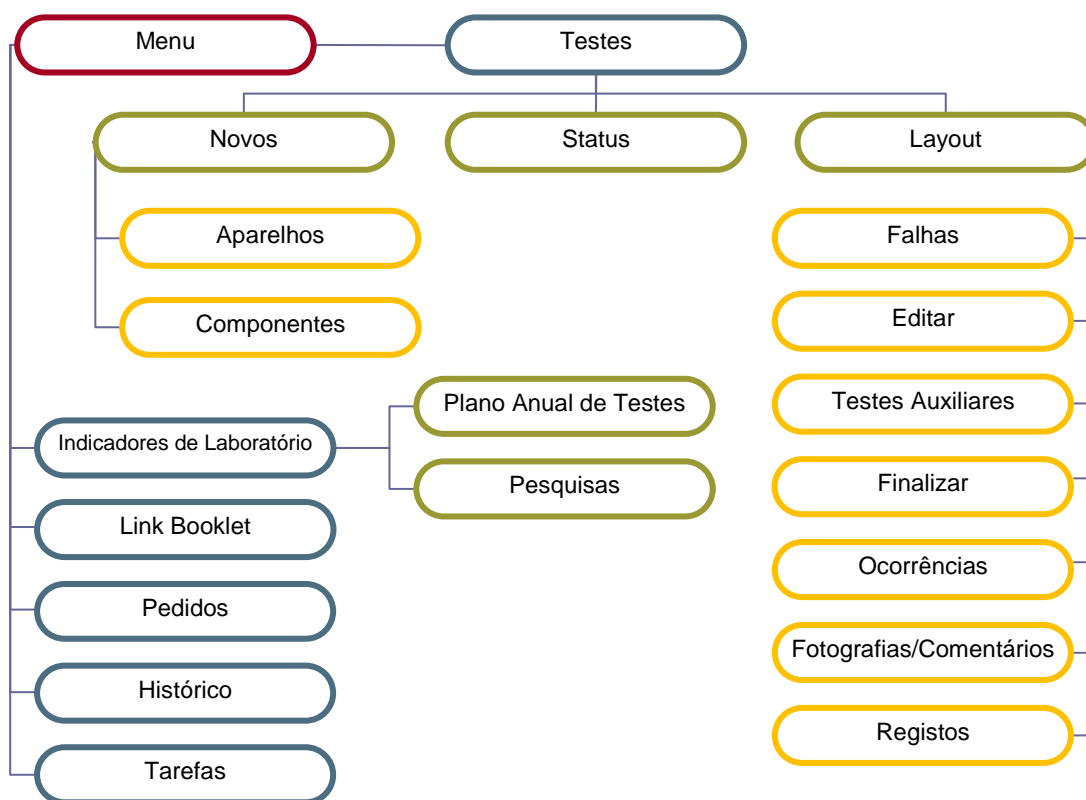 Menu
Testes
Novos
Status
Layout
Aparelhos
Falhas
Componentes
Editar
Plano Anual de Testes
Testes Auxiliares
Indicadores de Laboratório
Pesquisas
Finalizar
Link Booklet
Ocorrências
Pedidos
Fotografias/Comentários
Histórico
Registos
Tarefas